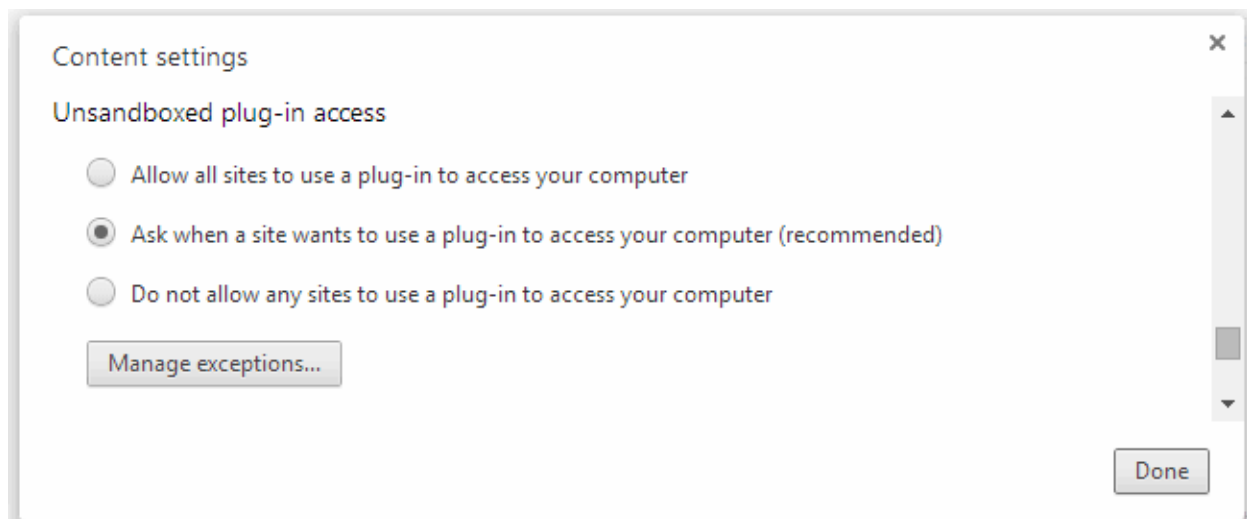 Content settings
Unsandboxed plug-in access
Allow all sites to use a plug-in to access your computer
Ask when a site wants to use a plug-in to access your computer (recommended)
Do not allow any sites to use a plug-in to access your computer
Manage exceptions...
Done